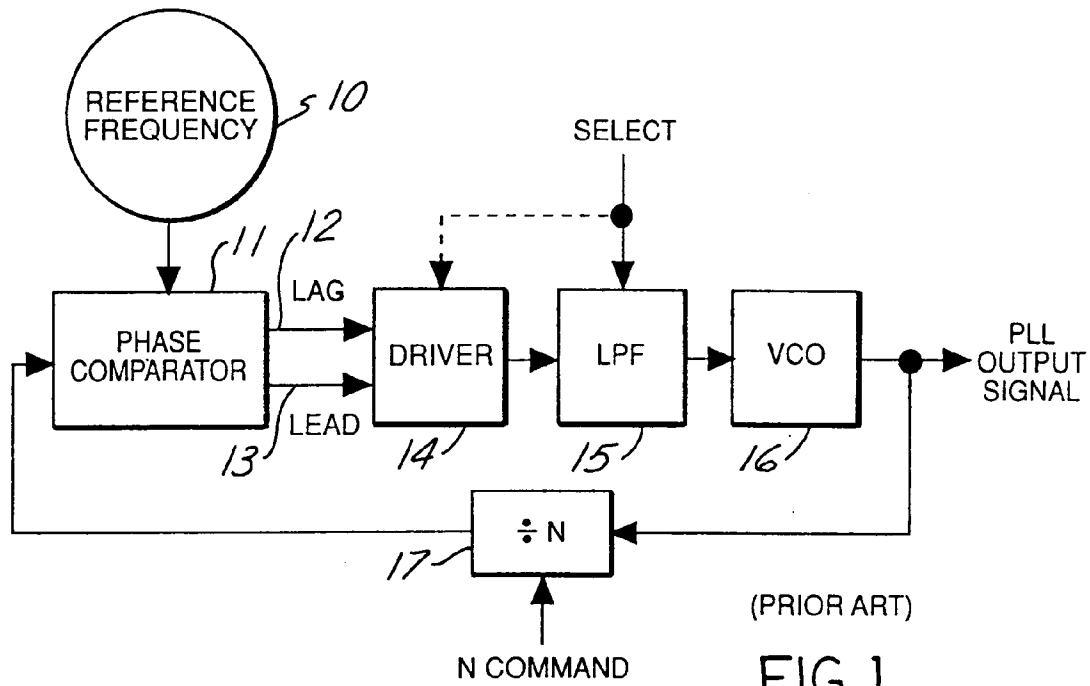 REFERENCE
FREQUENCY
10
SELECT
11
12
LAG
PHASE
COMPARATOR
DRIVER
LPF
VCO
PLL
OUTPUT
SIGNAL
LEAD
13
14
15
16
÷ N
17
(PRIOR ART)
N COMMAND
FIG. 1